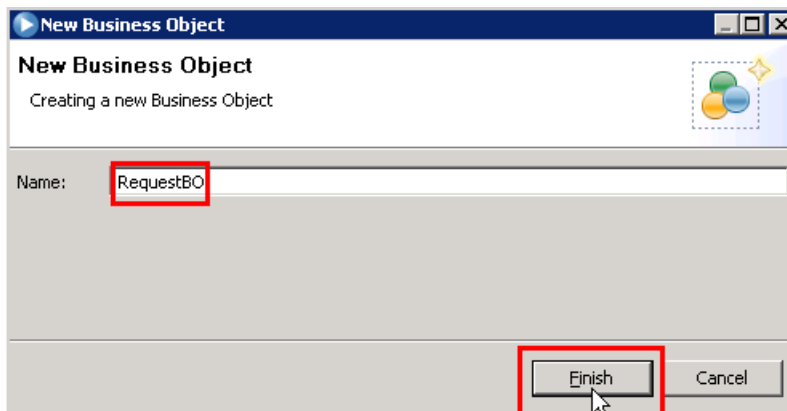 New Business Object
New Business Object
Creating a new Business Object
Name: RequestBO
Finish Cancel